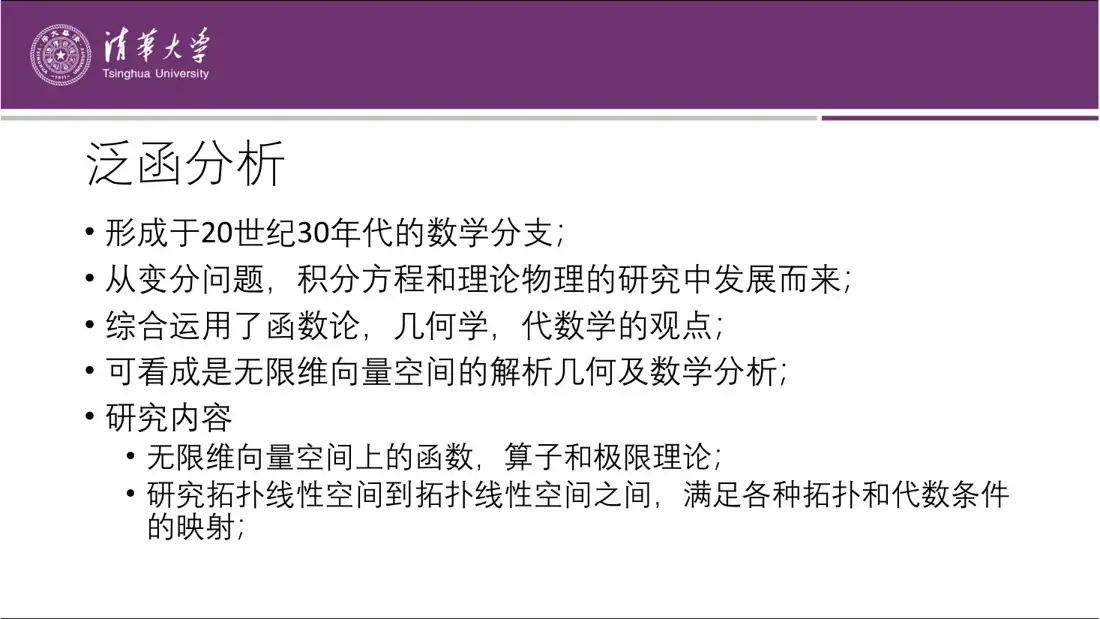 清华大学
Tsinghua University
泛函分析
• 形成于20世纪30年代的数学分支；
• 从变分问题，积分方程和理论物理的研究中发展而来；
• 综合运用了函数论，几何学，代数学的观点；
• 可看成是无限维向量空间的解析几何及数学分析；
• 研究内容
• 无限维向量空间上的函数，算子和极限理论；
• 研究拓扑线性空间到拓扑线性空间之间，满足各种拓扑和代数条件
的映射；